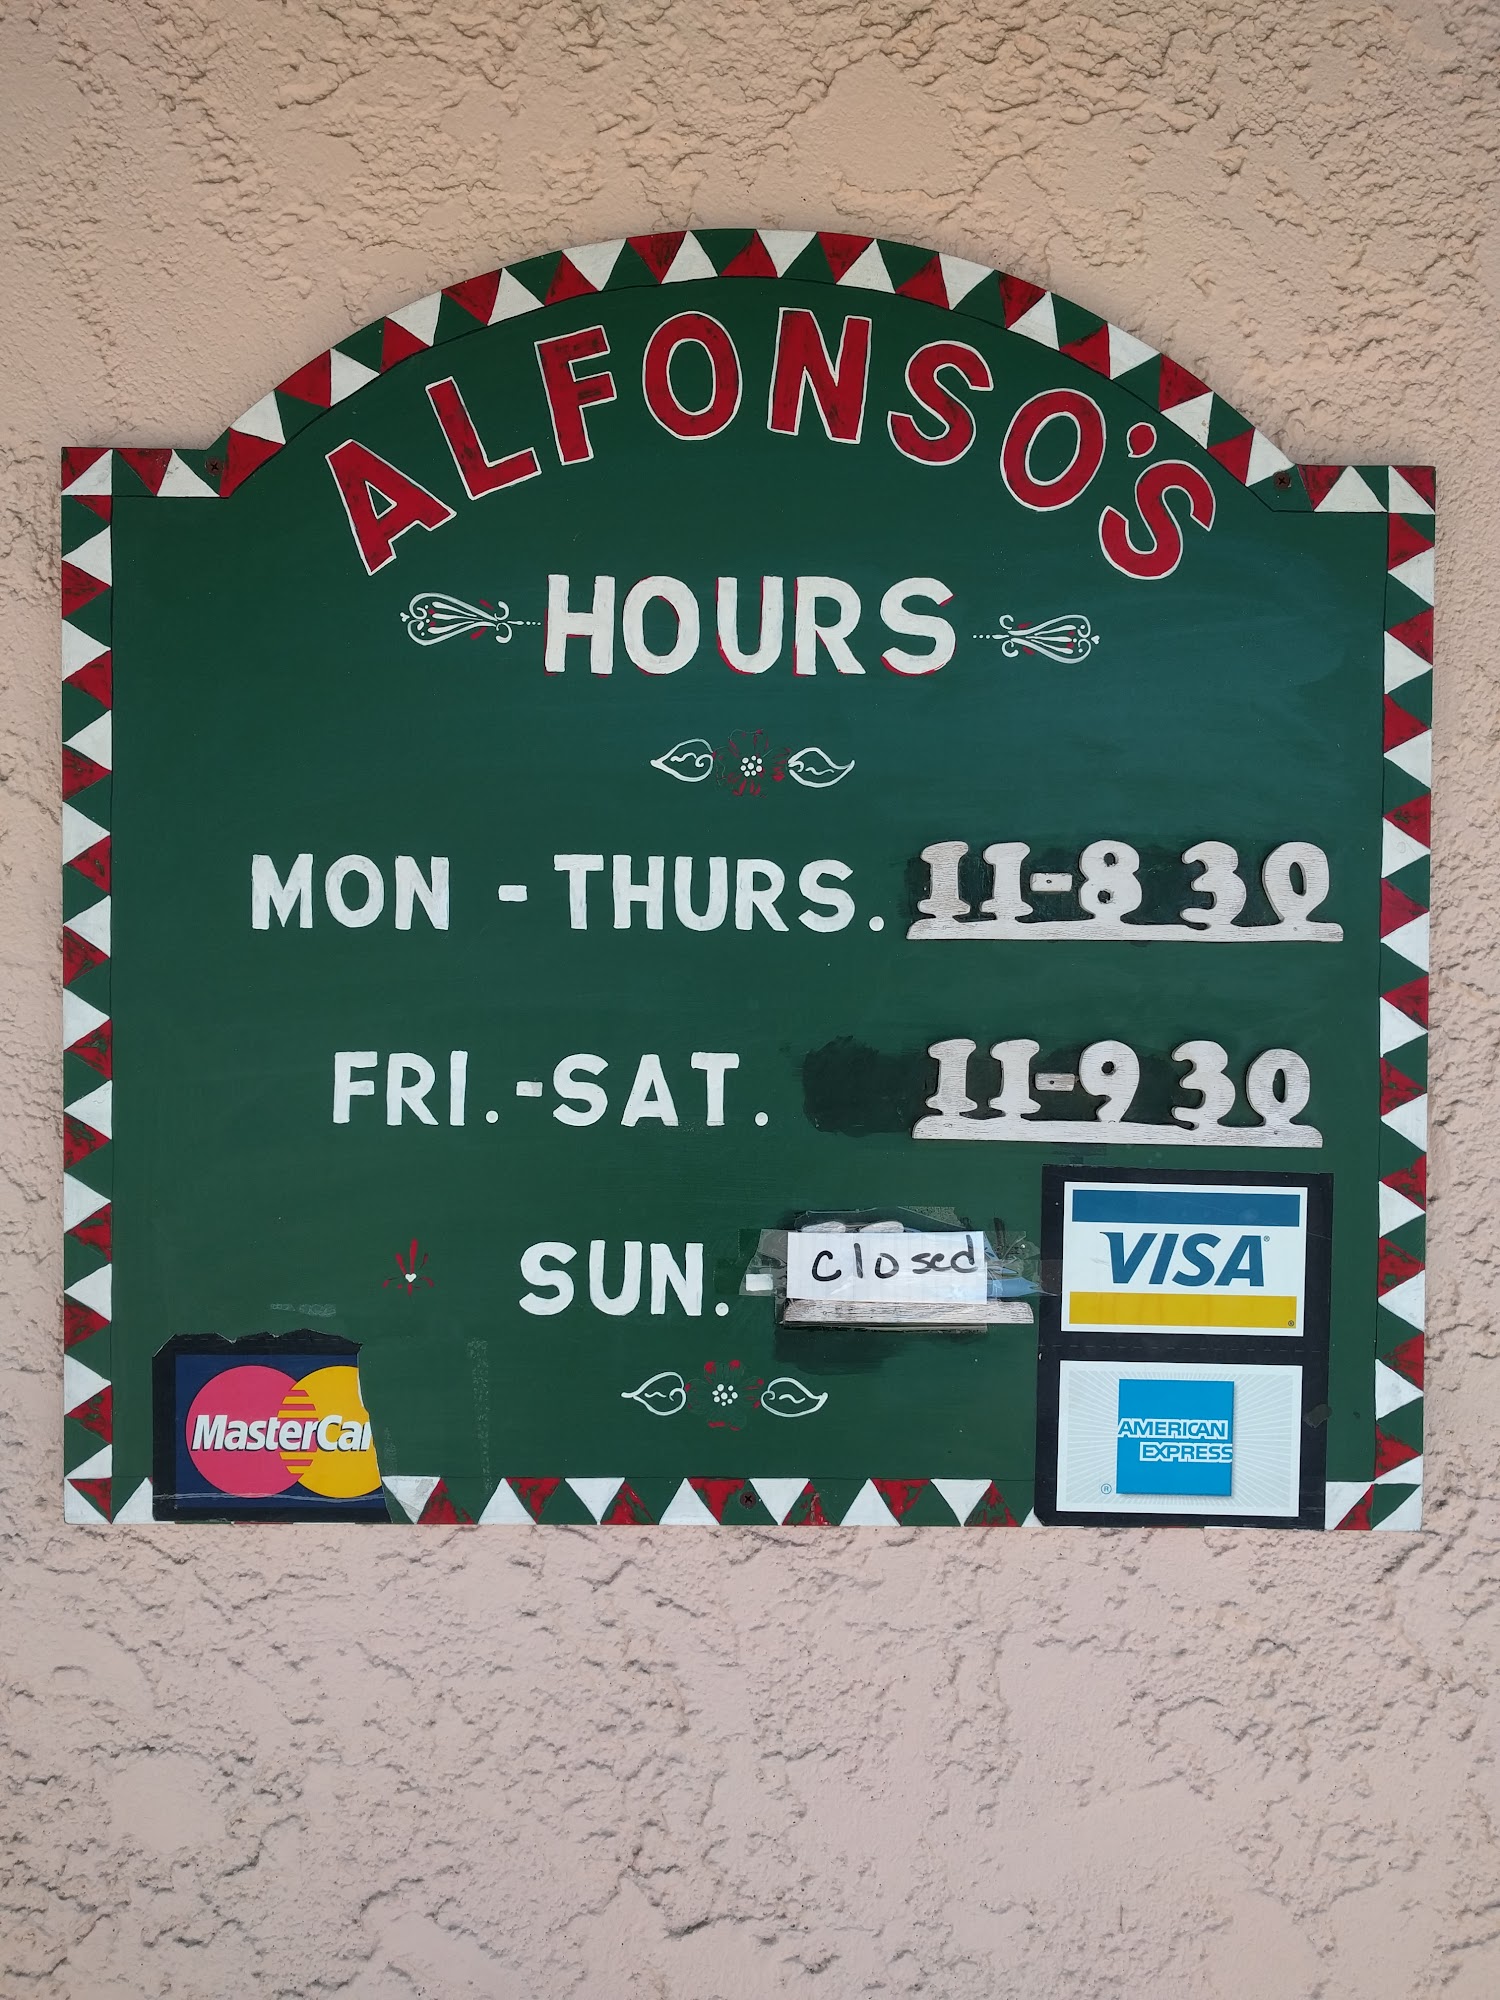 ALFONSO'S
HOURS
MON - THURS. 11-8 30
FRI.-SAT. 11-9 30
SUN. - closed
VISA
MasterCar
AMERICAN
EXPRESS